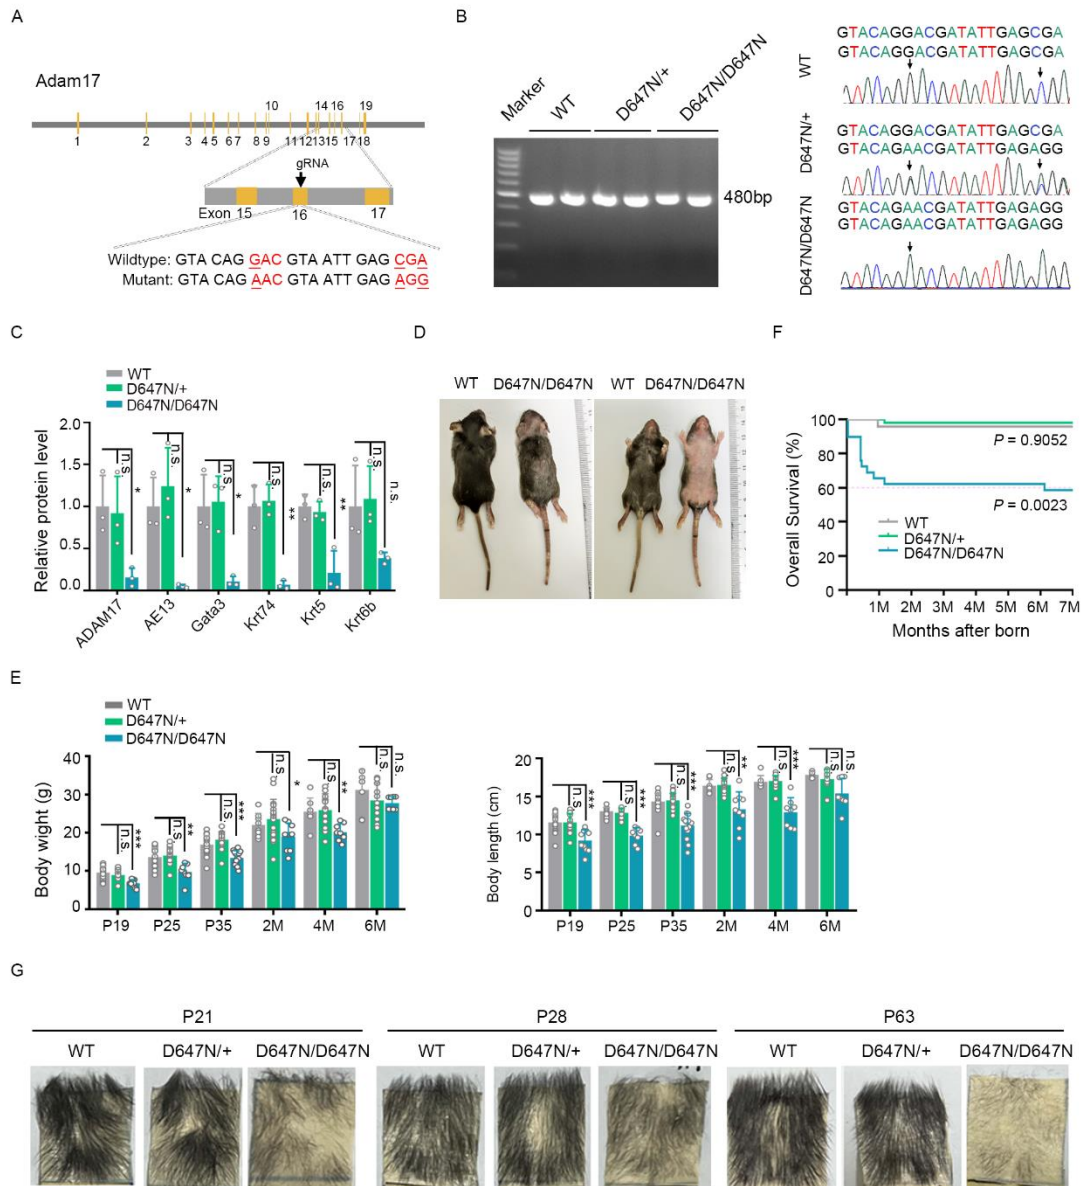 A
Adam17
10
14
16
19
1
2
3
4
5
6
7
8
9
11
12
13
15
17
18
gRNA
Exon
15
16
17
Wildtype: GTA CAG GAC GTA ATT GAG CGA
Mutant: GTA CAG AAC GTA ATT GAG AGG
B
Marker
WT
D647N/+
D647N/D647N
480bp
WT
GTACAGGACGATATTGAGCGA
GTACAGGACGATATTGAGCGA
D647N/+
GTACAGGACGATATTGAGCGA
GTACAGAACGATATTGAGAGG
D647N/D647N
GTACAGAACGATATTGAGAGG
GTACAGAACGATATTGAGAGG
C
WT
D647N/+
D647N/D647N
Relative protein level
2.0
1.5
1.0
0.5
0.0
n.s.
*
n.s.
*
n.s.
*
n.s.
**
n.s.
**
n.s.
n.s
ADAM17
AE13
Gata3
Krt74
Krt5
Krt6b
D
WT
D647N/D647N
WT
D647N/D647N
F
Overall Survival (%)
100
80
60
40
20
0
P = 0.9052
P = 0.0023
WT
D647N/+
D647N/D647N
1M
2M
3M
4M
5M
6M
7M
Months after born
E
WT
D647N/+
D647N/D647N
Body wight (g)
40
30
20
10
0
n.s
***
n.s
**
n.s
***
n.s
*
n.s
**
n.s
n.s
P19
P25
P35
2M
4M
6M
Body length (cm)
20
15
10
5
0
n.s
***
n.s
***
n.s
***
n.s
**
n.s
***
n.s
n.s
P19
P25
P35
2M
4M
6M
G
P21
P28
P63
WT
D647N/+
D647N/D647N
WT
D647N/+
D647N/D647N
WT
D647N/+
D647N/D647N